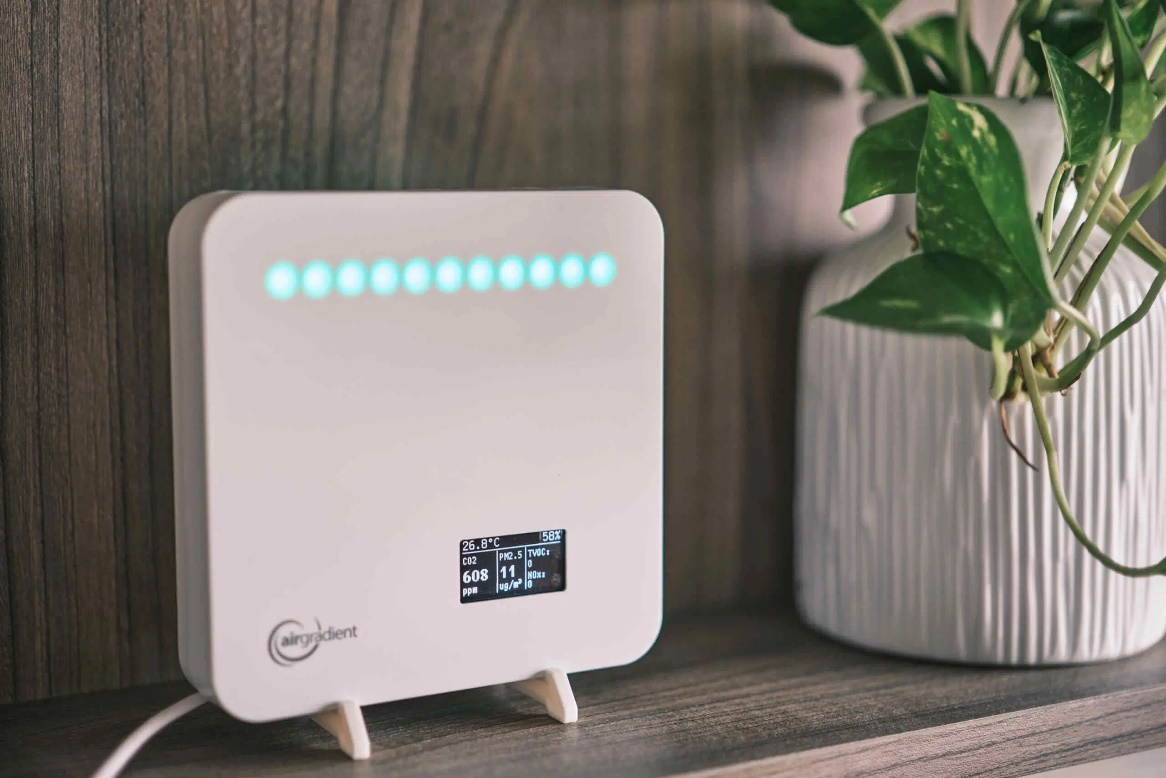 26.8°C 58%
CO2
608
ppm
PM2.5
11
ug/m³
TVOC:
0
NOx:
0
airgradient